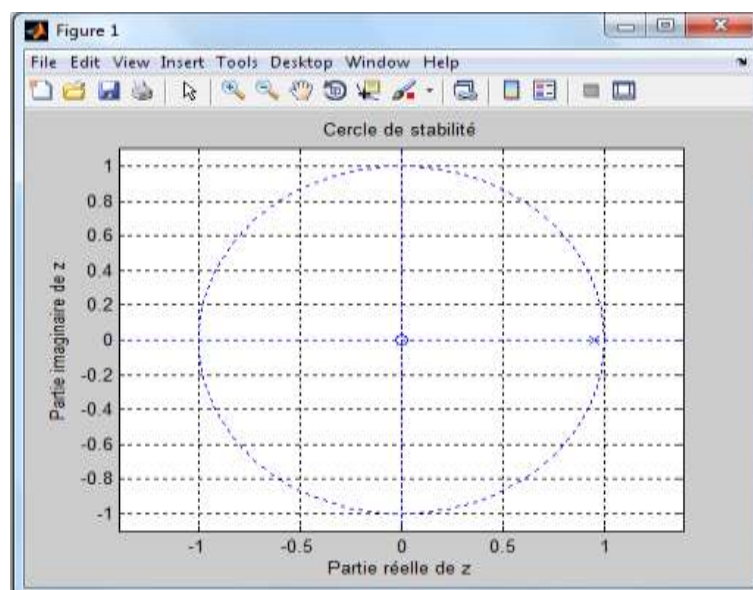 Figure 1
File Edit View Insert Tools Desktop Window Help
Cercle de stabilité
1
0.8
0.6
0.4
0.2
0
-0.2
-0.4
-0.6
-0.8
-1
Partie imaginaire de z
-1 -0.5 0 0.5 1
Partie réelle de z